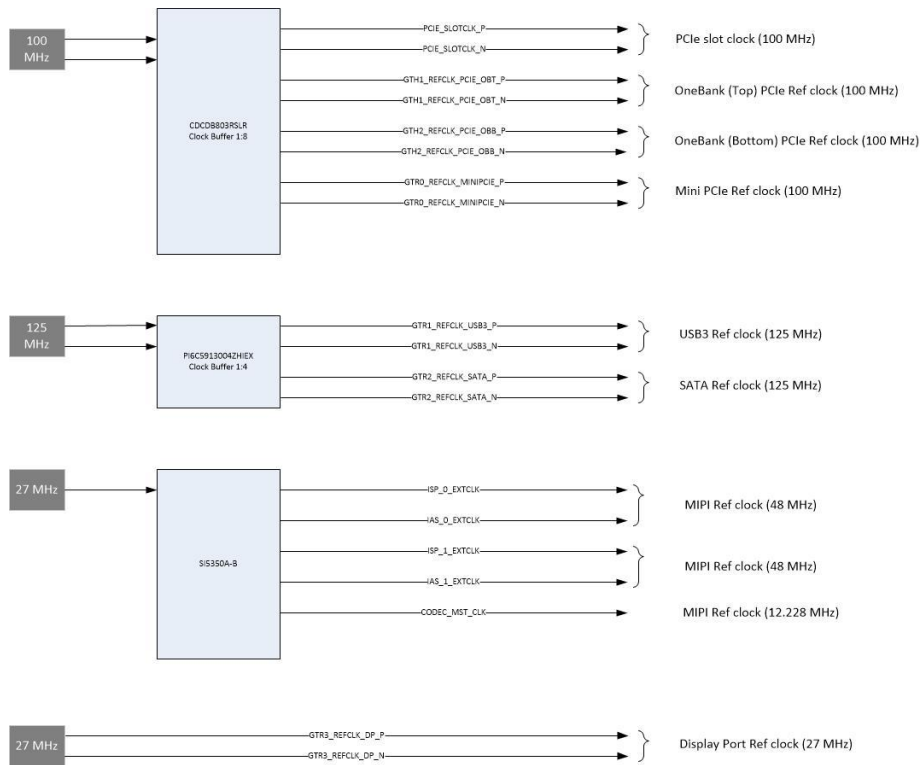 100
MHz
CDCDB803RSLR
Clock Buffer 1:8
PCIE_SLOTCLK_P
PCIE_SLOTCLK_N
PCIe slot clock (100 MHz)
GTH1_REFCLK_PCIE_OBT_P
GTH1_REFCLK_PCIE_OBT_N
OneBank (Top) PCIe Ref clock (100 MHz)
GTH2_REFCLK_PCIE_OBB_P
GTH2_REFCLK_PCIE_OBB_N
OneBank (Bottom) PCIe Ref clock (100 MHz)
GTR0_REFCLK_MINIPCIE_P
GTR0_REFCLK_MINIPCIE_N
Mini PCIe Ref clock (100 MHz)
125
MHz
PI6C5913004ZHIEX
Clock Buffer 1:4
GTR1_REFCLK_USB3_P
GTR1_REFCLK_USB3_N
USB3 Ref clock (125 MHz)
GTR2_REFCLK_SATA_P
GTR2_REFCLK_SATA_N
SATA Ref clock (125 MHz)
27 MHz
SI5350A-B
ISP_0_EXTCLK
IAS_0_EXTCLK
MIPI Ref clock (48 MHz)
ISP_1_EXTCLK
IAS_1_EXTCLK
MIPI Ref clock (48 MHz)
CODEC_MST_CLK
MIPI Ref clock (12.228 MHz)
27 MHz
GTR3_REFCLK_DP_P
GTR3_REFCLK_DP_N
Display Port Ref clock (27 MHz)